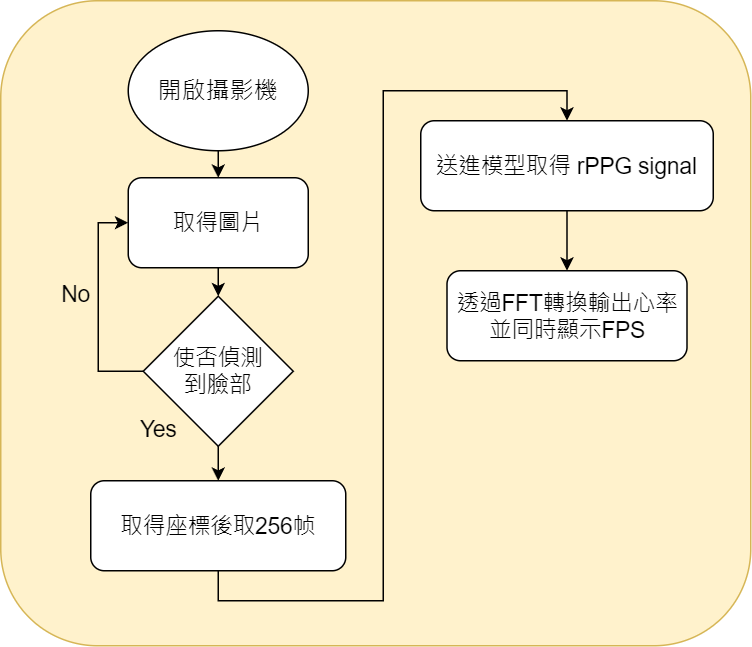 開啟攝影機
取得圖片
No
使否偵測
到臉部
Yes
取得座標後取256帧
送進模型取得 rPPG signal
透過FFT轉換輸出心率
並同時顯示FPS